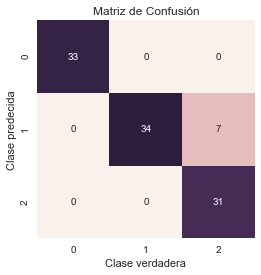 Matriz de Confusión
0 33 0 0
1 0 34 7
2 0 0 31
0 1 2
Clase predecida
Clase verdadera